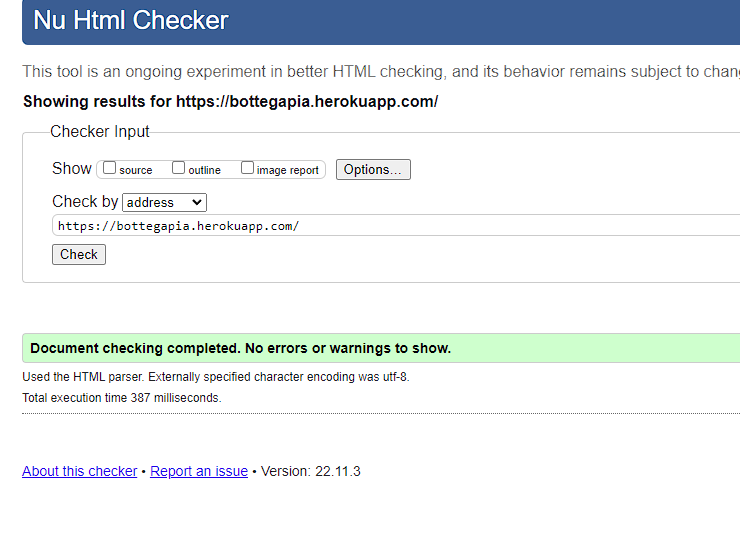 Nu Html Checker
This tool is an ongoing experiment in better HTML checking, and its behavior remains subject to
Showing results for https://bottegapia.herokuapp.com/
Checker Input
Show source outline image report Options...
Check by address
https://bottegapia.herokuapp.com/
Check
Document checking completed. No errors or warnings to show.
Used the HTML parser. Externally specified character encoding was utf-8.
Total execution time 387 milliseconds.
About this checker • Report an issue • Version: 22.11.3